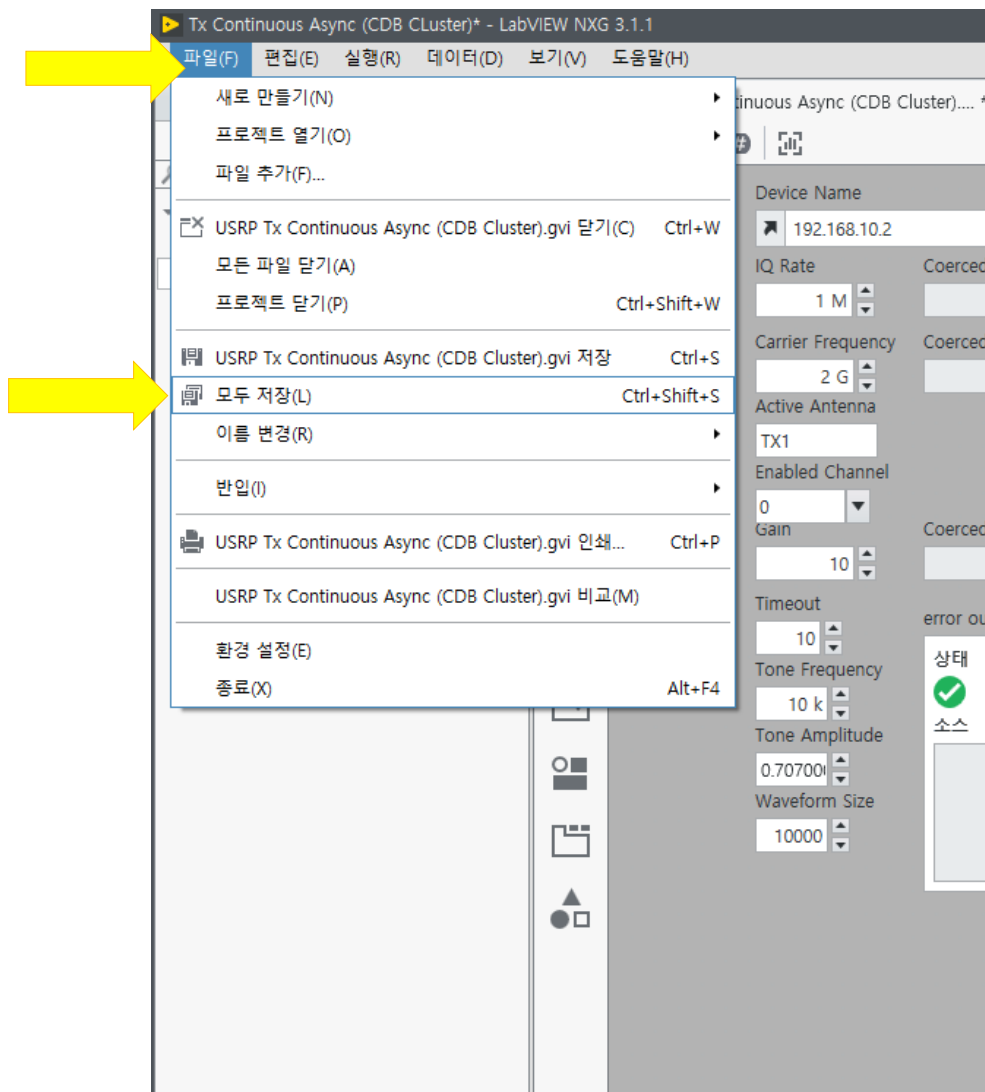 Tx Continuous Async (CDB CLuster)* - LabVIEW NXG 3.1.1
파일(F) 편집(E) 실행(R) 데이터(D) 보기(V) 도움말(H)
새로 만들기(N)
프로젝트 열기(O)
파일 추가(F)...
USRP Tx Continuous Async (CDB Cluster).gvi 닫기(C) Ctrl+W
모든 파일 닫기(A)
프로젝트 닫기(P) Ctrl+Shift+W
USRP Tx Continuous Async (CDB Cluster).gvi 저장 Ctrl+S
모두 저장(L) Ctrl+Shift+S
이름 변경(R)
반입(I)
USRP Tx Continuous Async (CDB Cluster).gvi 인쇄... Ctrl+P
USRP Tx Continuous Async (CDB Cluster).gvi 비교(M)
환경 설정(E)
종료(X) Alt+F4
tinuous Async (CDB Cluster).... *
#
Device Name
192.168.10.2
IQ Rate Coerced
1 M
Carrier Frequency Coerced
2 G
Active Antenna
TX1
Enabled Channel
0
Gain Coerced
10
Timeout
error ou
10
상태
Tone Frequency
10 k
소스
Tone Amplitude
0.70700
Waveform Size
10000